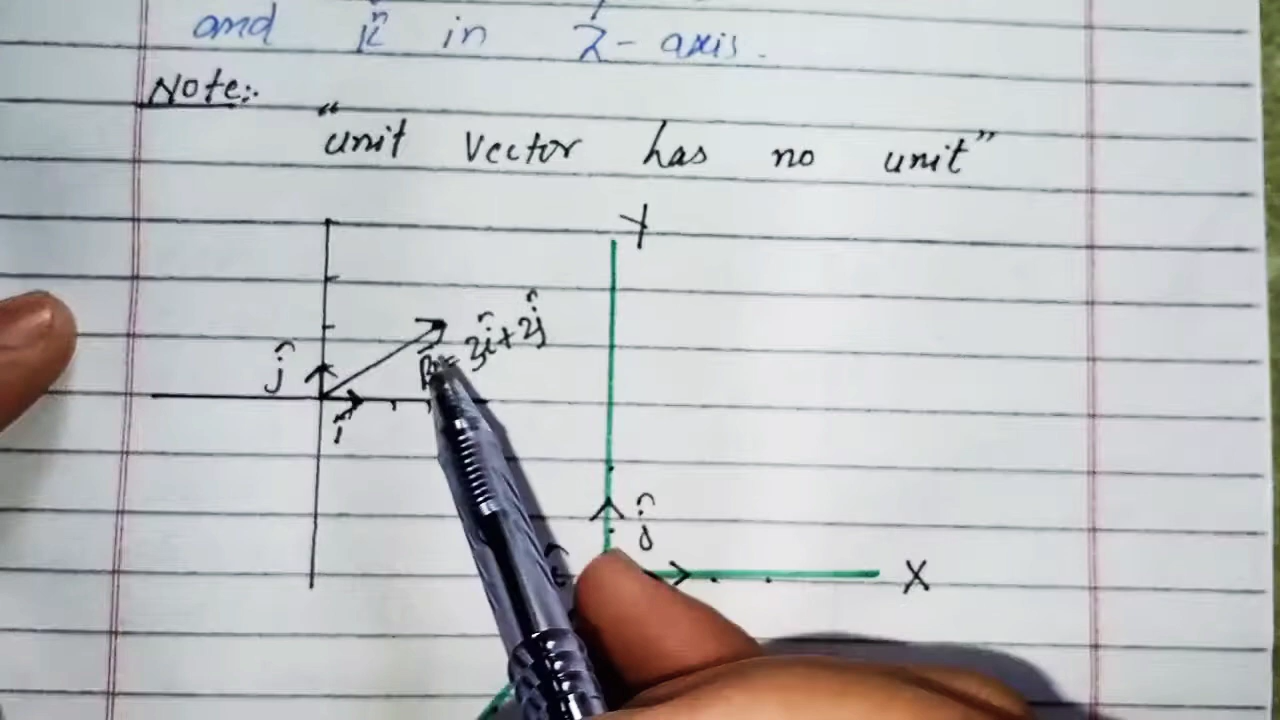 and k̂ in Z-axis.
Note:-
"unit vector has no unit"
Y
= 3î + 2ĵ
ĵ
î
ĵ
X